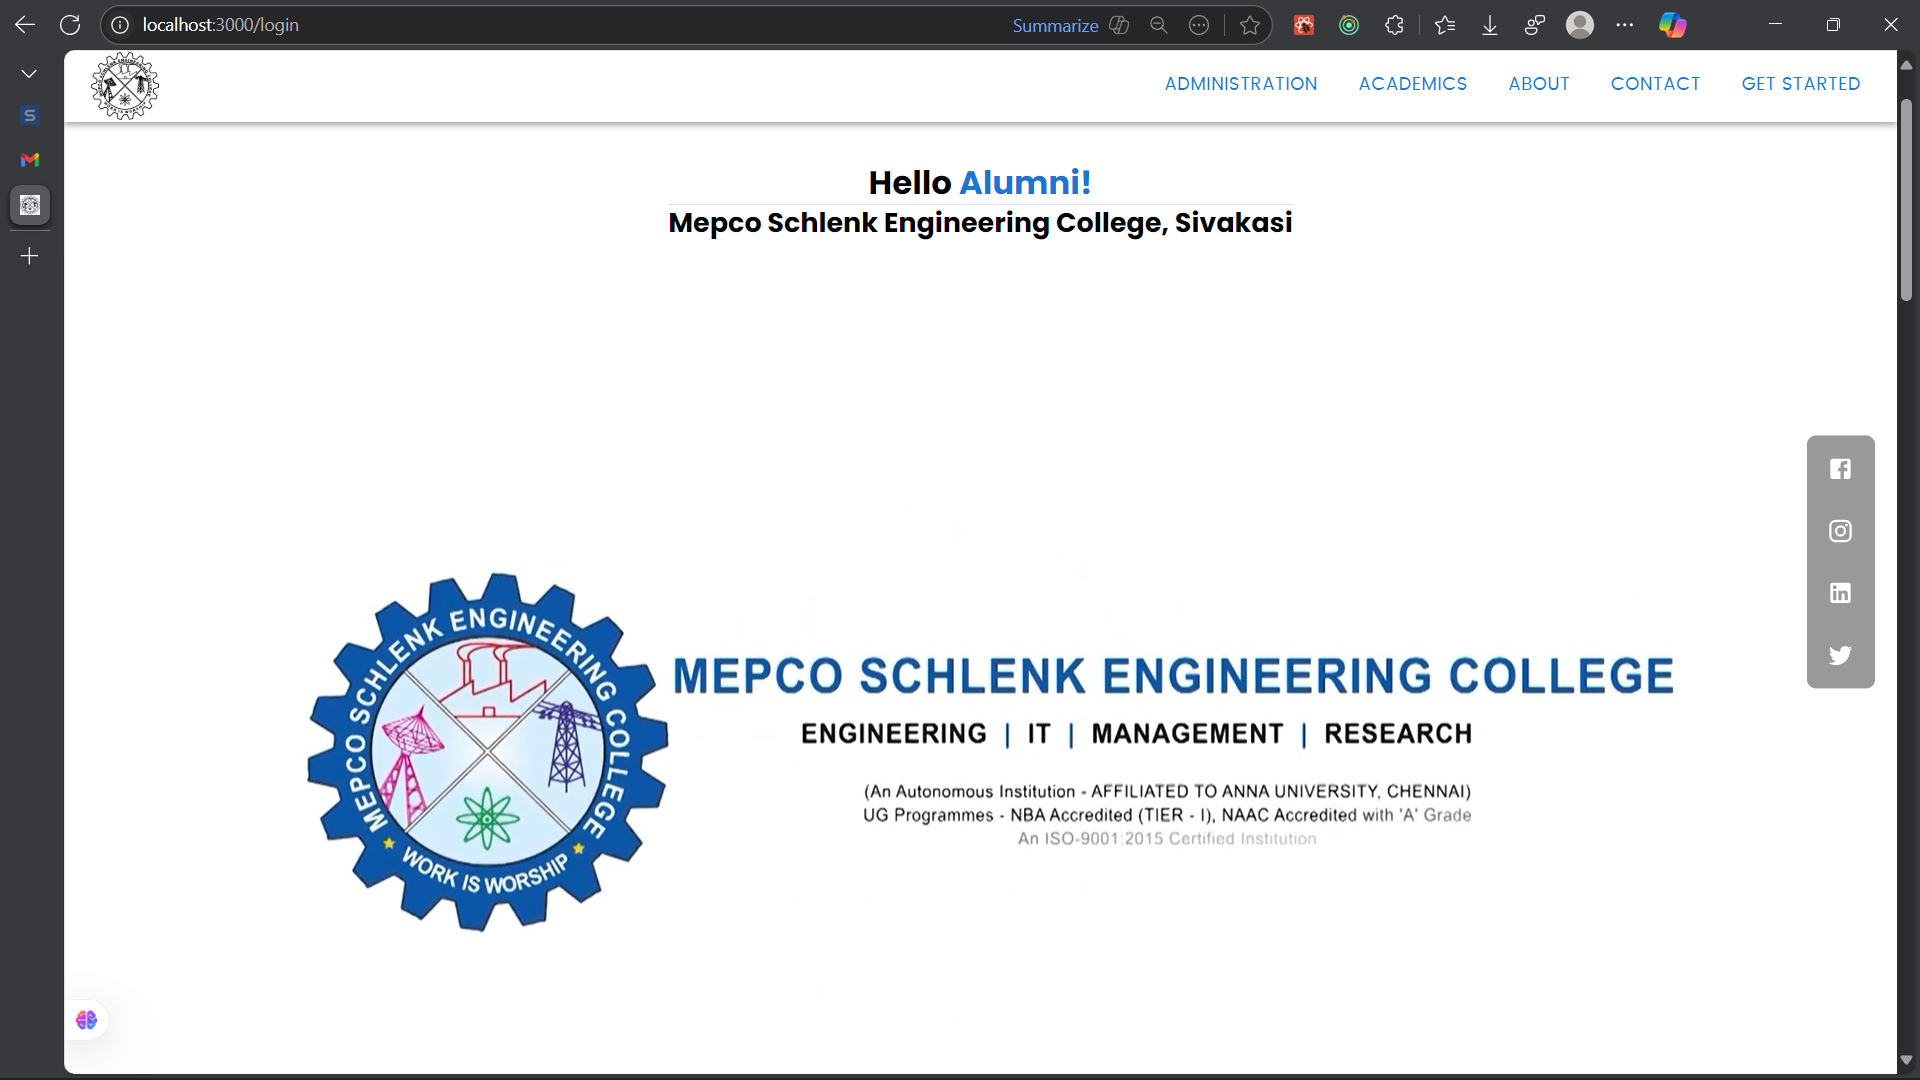 localhost:3000/login
Summarize
ADMINISTRATION ACADEMICS ABOUT CONTACT GET STARTED
Hello Alumni!
Mepco Schlenk Engineering College, Sivakasi
MEPCO SCHLENK ENGINEERING COLLEGE
WORK IS WORSHIP
MEPCO SCHLENK ENGINEERING COLLEGE
ENGINEERING | IT | MANAGEMENT | RESEARCH
(An Autonomous Institution - AFFILIATED TO ANNA UNIVERSITY, CHENNAI)
UG Programmes - NBA Accredited (TIER - I), NAAC Accredited with 'A' Grade
An ISO-9001:2015 Certified Institution